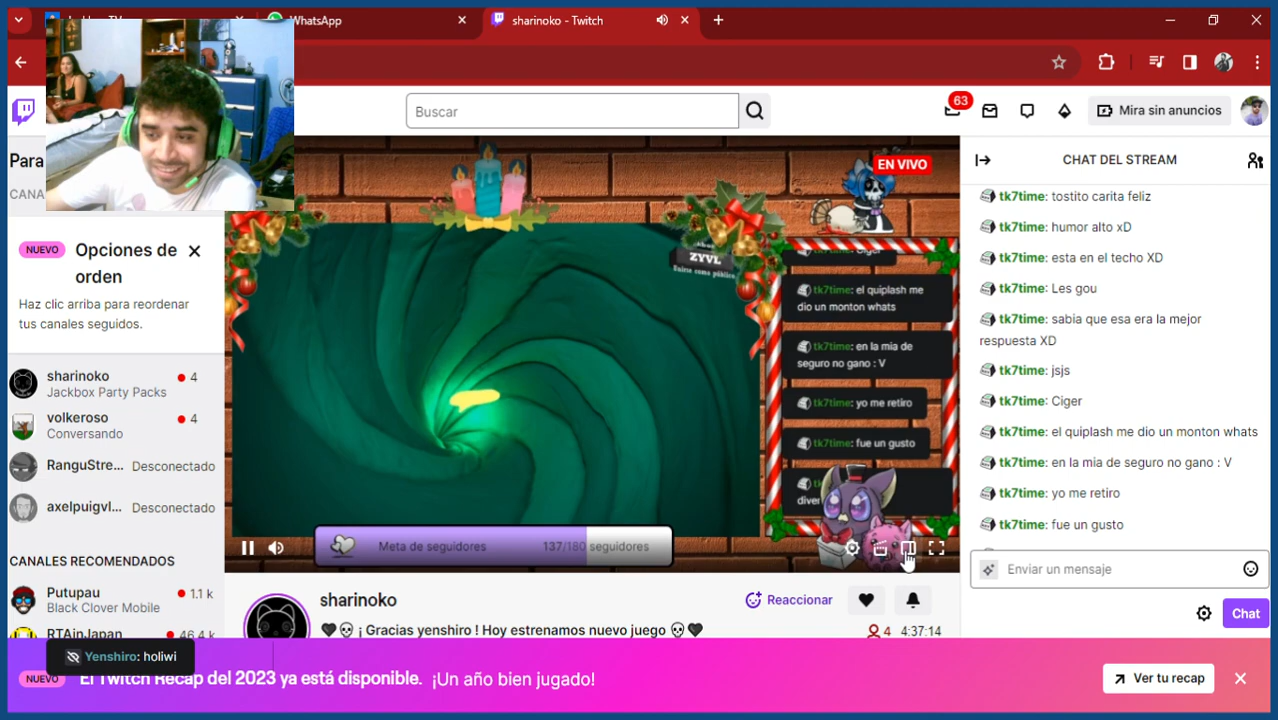 WhatsApp
sharinoko - Twitch
Buscar
63
Mira sin anuncios
Para
CANA
NUEVO
Opciones de
orden
Haz clic arriba para reordenar
tus canales seguidos.
sharinoko
4
Jackbox Party Packs
volkeroso
4
Conversando
RanguStre...
Desconectado
axelpuigvl...
Desconectado
CANALES RECOMENDADOS
Putupau
1.1 k
Black Clover Mobile
RTAinJapan
46.4 k
EN VIVO
ZYVL
Unirse como público
tk7time: el quiplash me
dio un monton whats
tk7time: en la mia de
seguro no gano : V
tk7time: yo me retiro
tk7time: fue un gusto
Meta de seguidores
137/180 seguidores
sharinoko
Reaccionar
¡ Gracias yenshiro ! Hoy estrenamos nuevo juego
4
4:37:14
CHAT DEL STREAM
tk7time: tostito carita feliz
tk7time: humor alto xD
tk7time: esta en el techo XD
tk7time: Les gou
tk7time: sabia que esa era la mejor
respuesta XD
tk7time: jsjs
tk7time: Ciger
tk7time: el quiplash me dio un monton whats
tk7time: en la mia de seguro no gano : V
tk7time: yo me retiro
tk7time: fue un gusto
Enviar un mensaje
Chat
Yenshiro: holiwi
NUEVO
El Twitch Recap del 2023 ya está disponible.
¡Un año bien jugado!
Ver tu recap